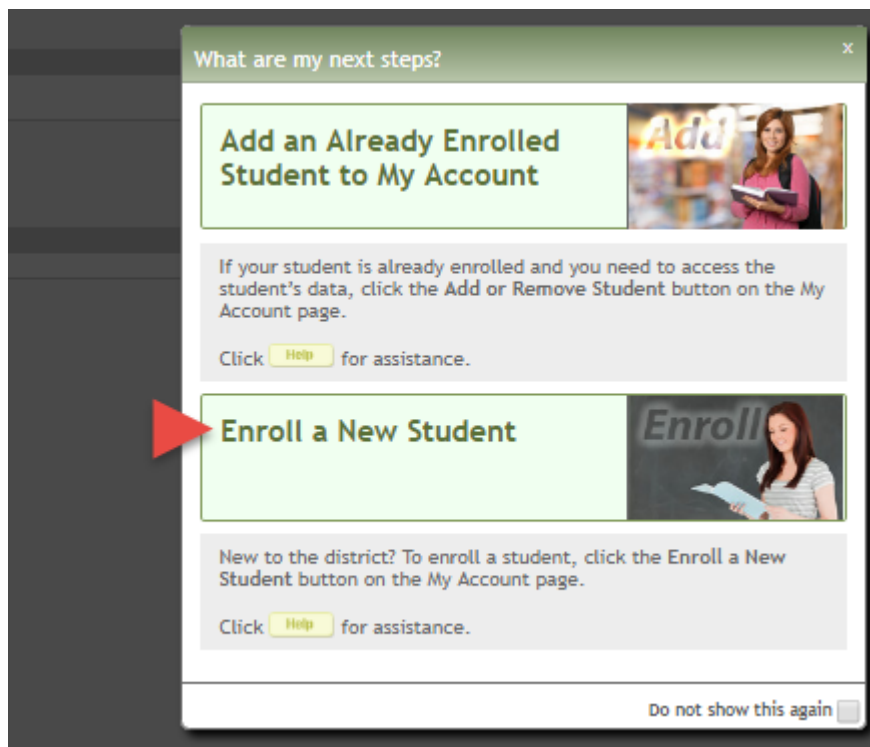 What are my next steps?
x
Add an Already Enrolled
Student to My Account
Add
If your student is already enrolled and you need to access the
student's data, click the Add or Remove Student button on the My
Account page.
Click Help for assistance.
Enroll a New Student
Enroll
New to the district? To enroll a student, click the Enroll a New
Student button on the My Account page.
Click Help for assistance.
Do not show this again